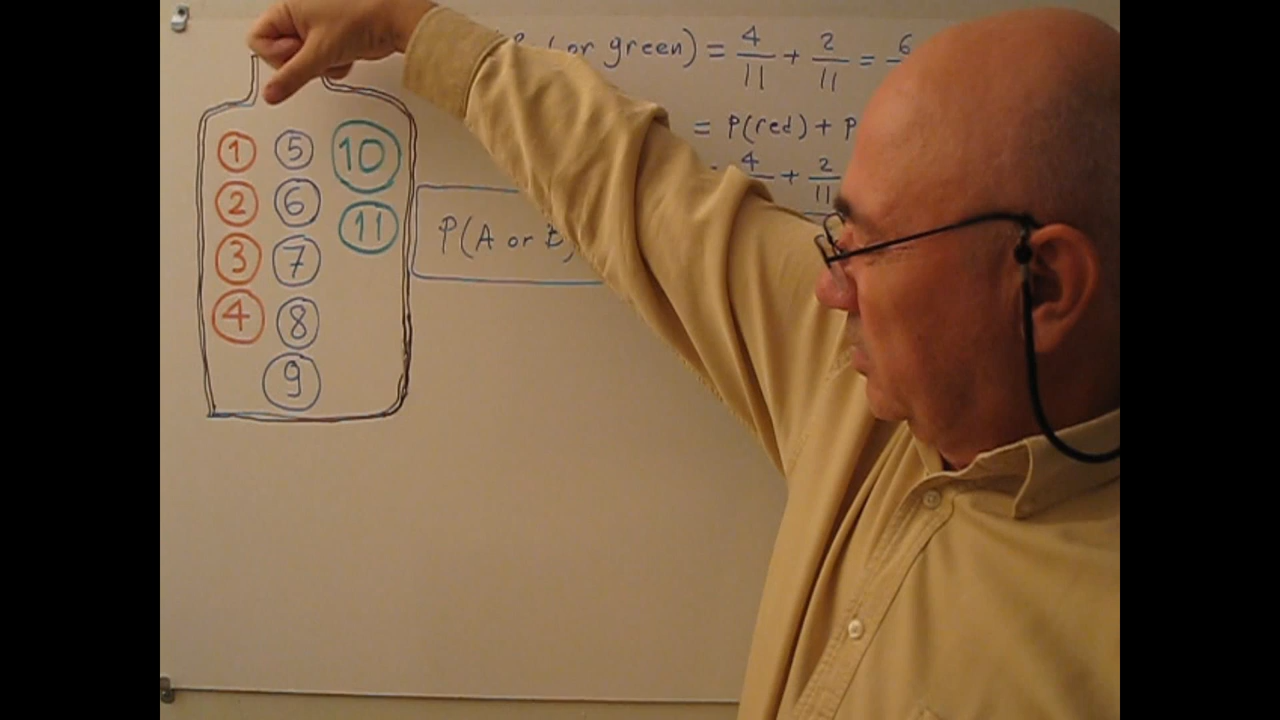 or green) = 4/11 + 2/11 = 6
= P(red) + P
4 + 2/11
P(A or B)
1 5 10
2 6 11
3 7
4 8
9